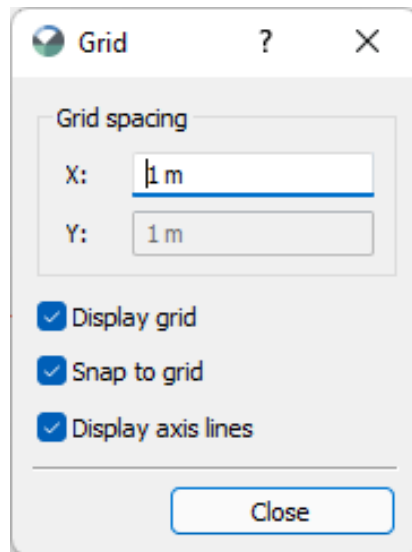 Grid ?
Grid spacing
X: 1 m
Y: 1 m
Display grid
Snap to grid
Display axis lines
Close